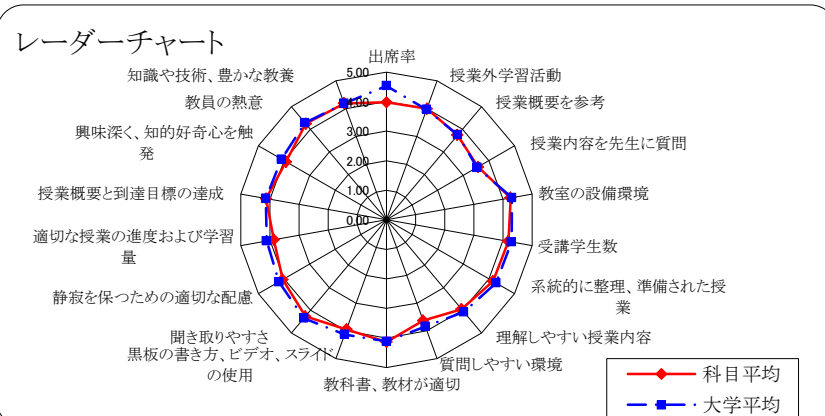 レーダーチャート
出席率
授業外学習活動
授業概要を参考
授業内容を先生に質問
教室の設備環境
受講学生数
系統的に整理、準備された授
業
理解しやすい授業内容
質問しやすい環境
教科書、教材が適切
黒板の書き方、ビデオ、スライド
の使用
聞き取りやすさ
静寂を保つための適切な配慮
適切な授業の進度および学習
量
授業概要と到達目標の達成
興味深く、知的好奇心を触
発
教員の熱意
知識や技術、豊かな教養
5.00
4.00
3.00
2.00
1.00
0.00
科目平均
大学平均